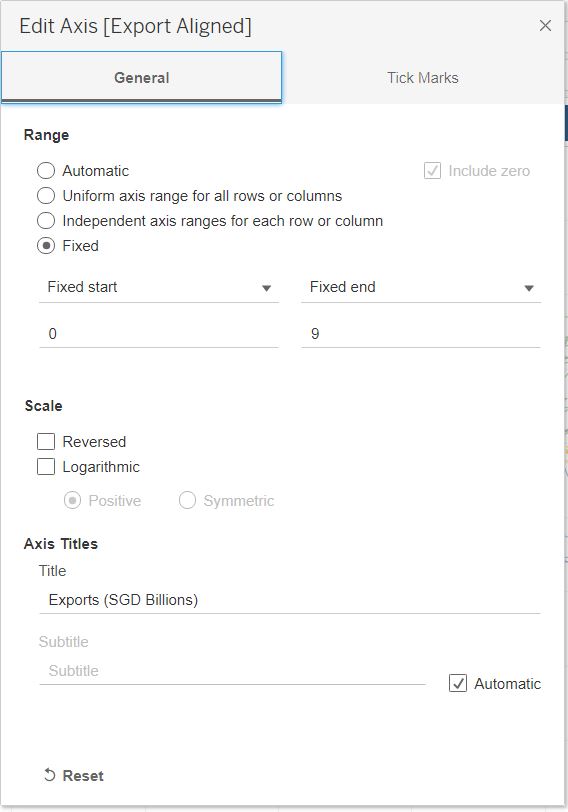 Edit Axis [Export Aligned]
General
Tick Marks
Range
Automatic
Include zero
Uniform axis range for all rows or columns
Independent axis ranges for each row or column
Fixed
Fixed start
Fixed end
0
9
Scale
Reversed
Logarithmic
Positive
Symmetric
Axis Titles
Title
Exports (SGD Billions)
Subtitle
Subtitle
Automatic
Reset